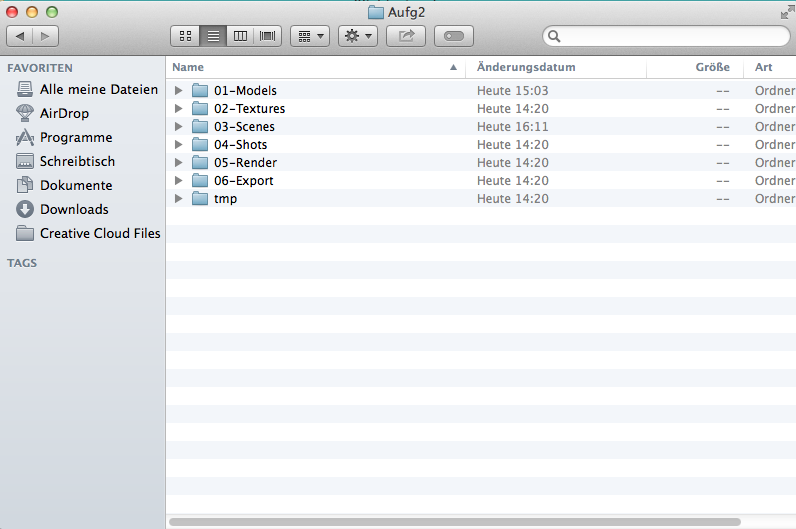 Aufg2
FAVORITEN
Alle meine Dateien
AirDrop
Programme
Schreibtisch
Dokumente
Downloads
Creative Cloud Files
TAGS
Name Änderungsdatum Größe Art
01-Models Heute 15:03 -- Ordner
02-Textures Heute 14:20 -- Ordner
03-Scenes Heute 16:11 -- Ordner
04-Shots Heute 14:20 -- Ordner
05-Render Heute 14:20 -- Ordner
06-Export Heute 14:20 -- Ordner
tmp Heute 14:20 -- Ordner